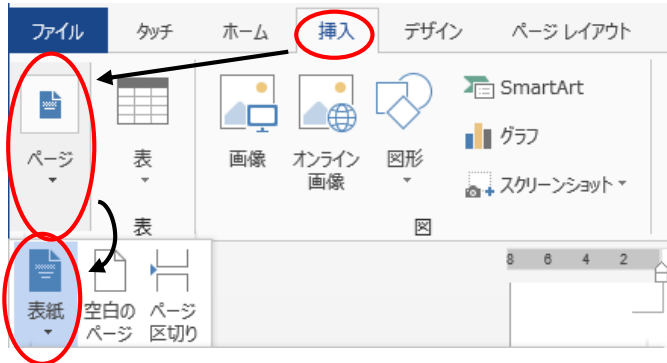 ファイル タッチ ホーム 挿入 デザイン ページ レイアウト
ページ
表
画像
オンライン
画像
図形
SmartArt
グラフ
スクリーンショット
表
図
8 6 4 2
表紙
空白の
ページ
ページ
区切り